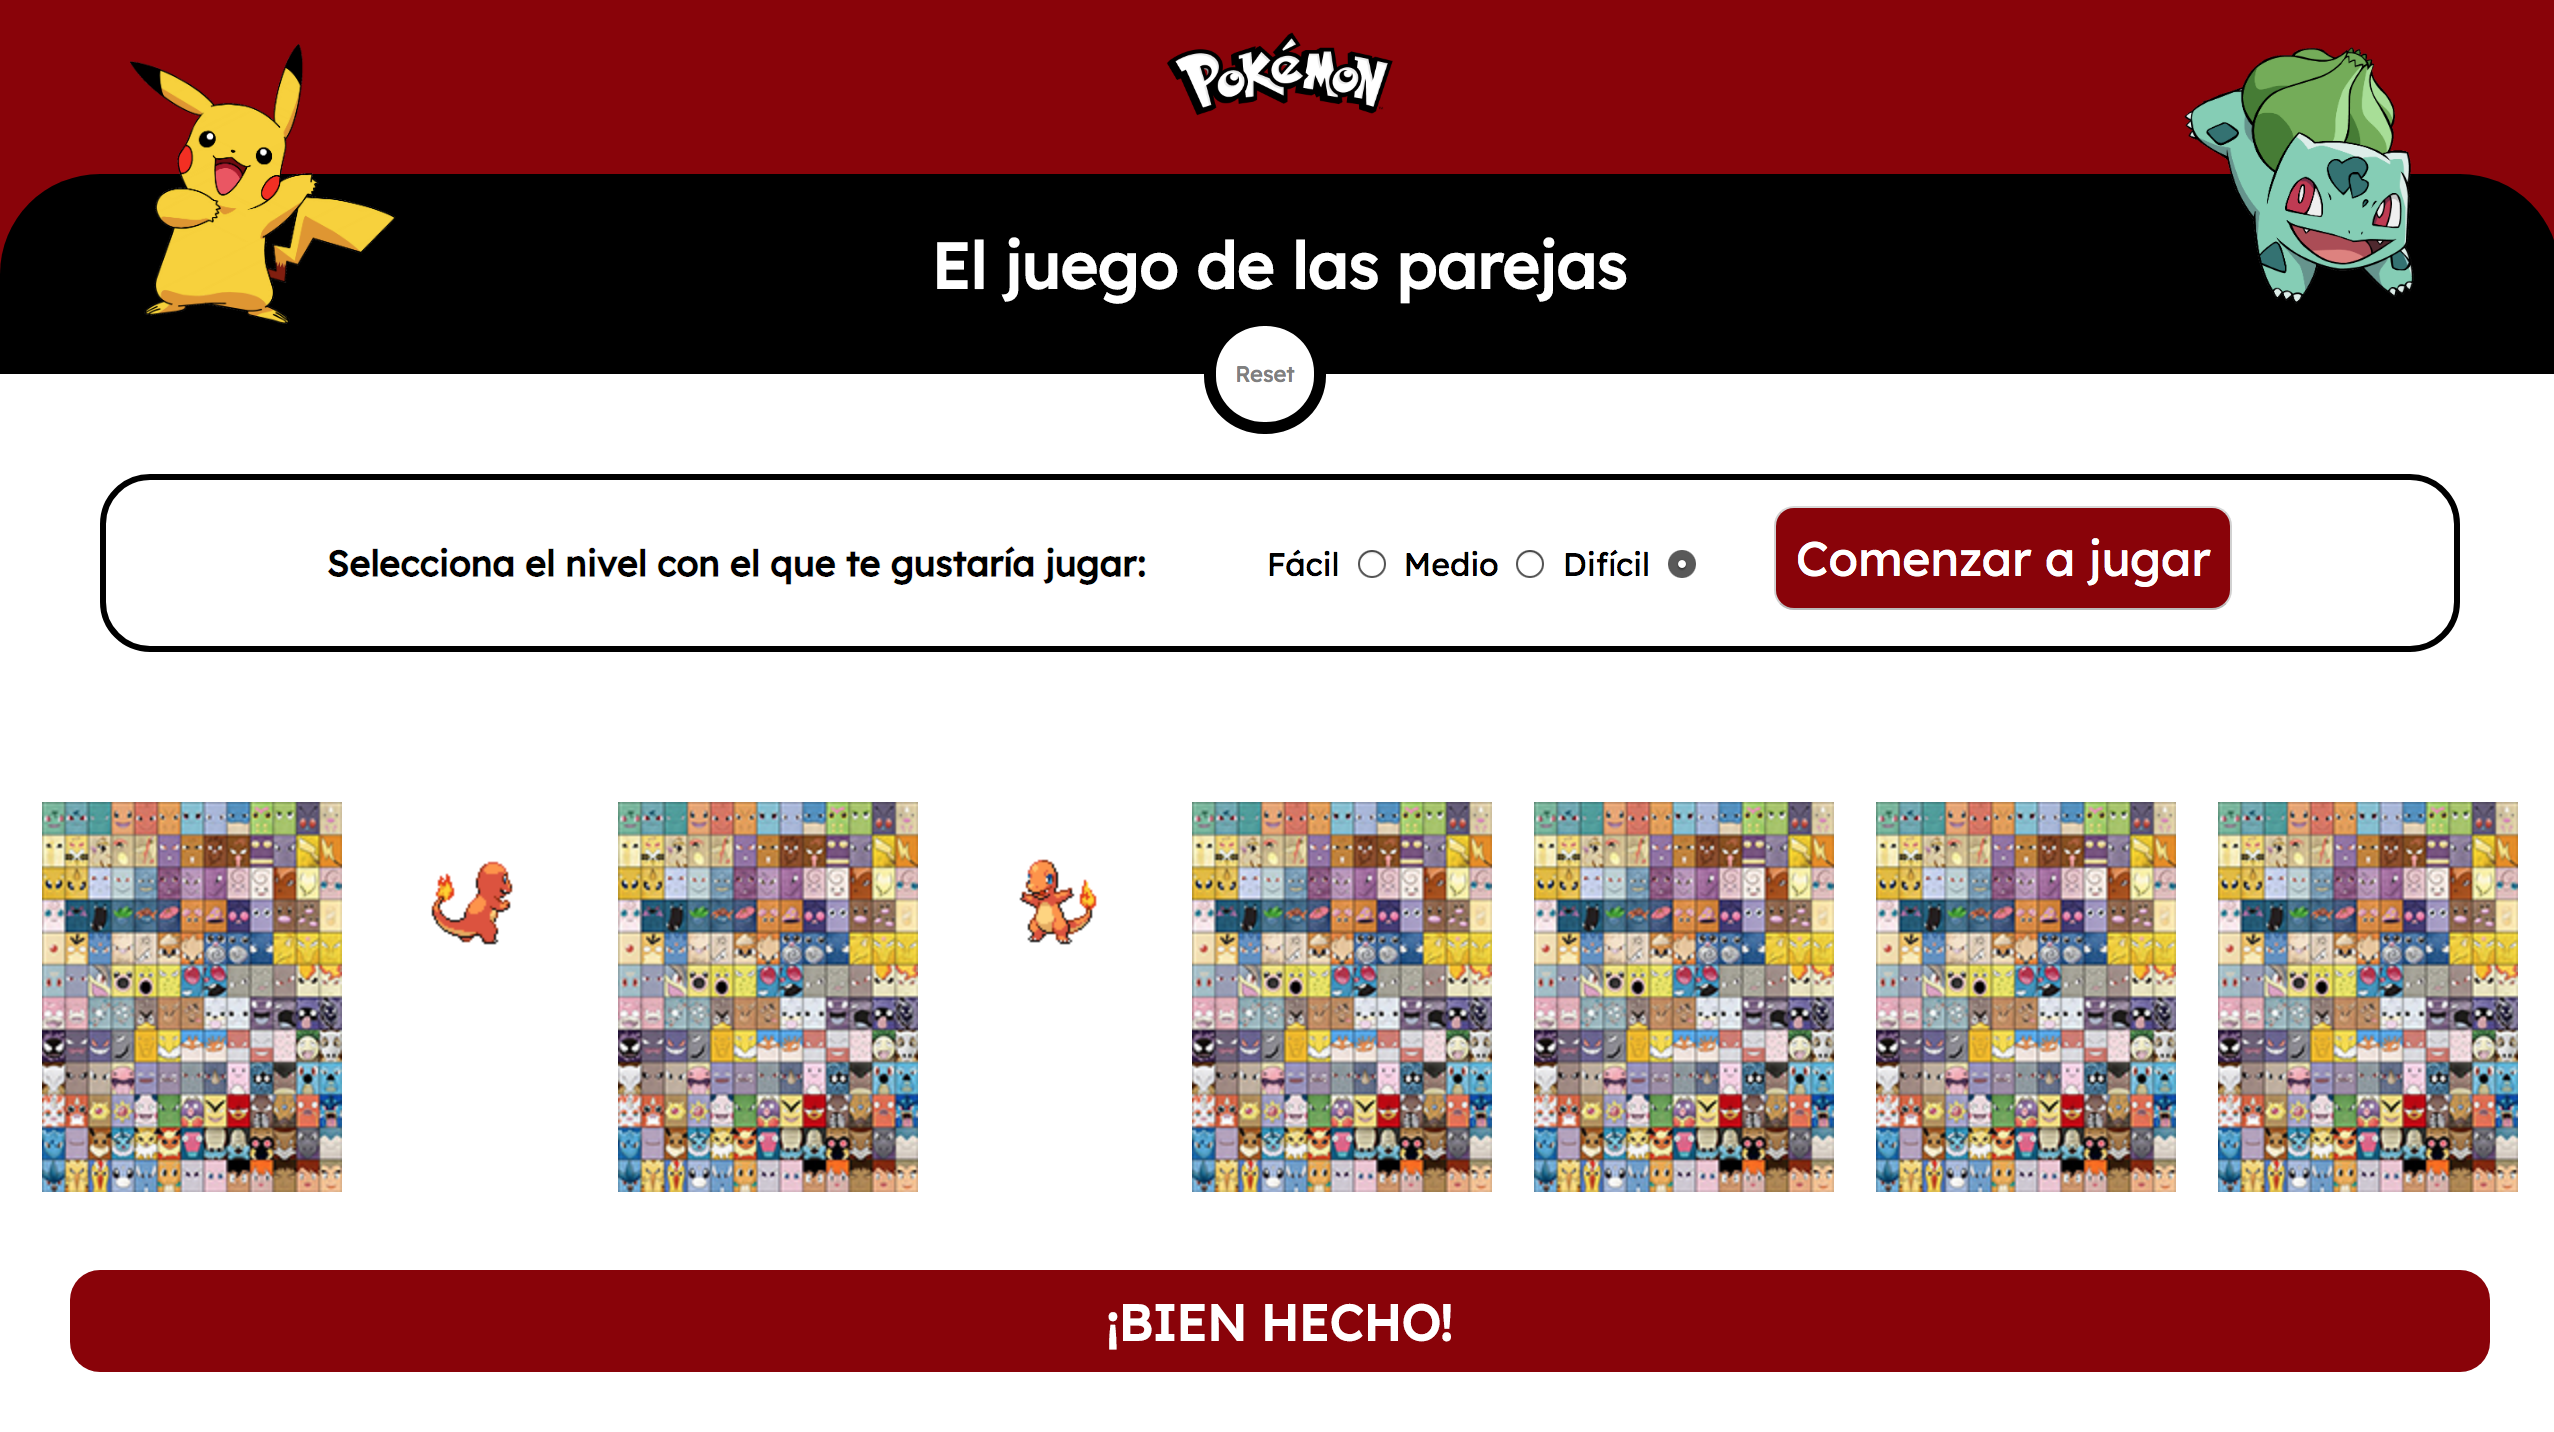 POKéMON
El juego de las parejas
Reset
Selecciona el nivel con el que te gustaría jugar:
Fácil Medio Difícil
Comenzar a jugar
¡BIEN HECHO!